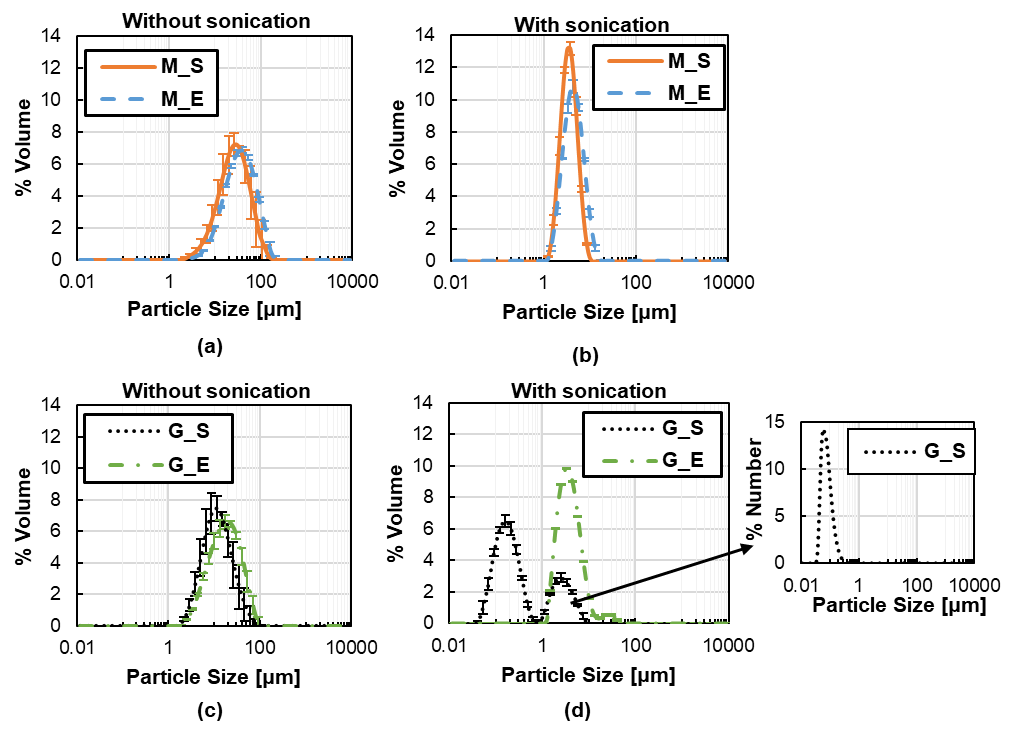 Without sonication
14
12
10
8
6
4
2
0
% Volume
M_S
M_E
0.01
1
100
10000
Particle Size [µm]
(a)
With sonication
14
12
10
8
6
4
2
0
% Volume
M_S
M_E
0.01
1
100
10000
Particle Size [µm]
(b)
Without sonication
14
12
10
8
6
4
2
0
% Volume
G_S
G_E
0.01
1
100
10000
Particle Size [µm]
(c)
With sonication
14
12
10
8
6
4
2
0
% Volume
G_S
G_E
0.01
1
100
10000
Particle Size [µm]
(d)
15
10
5
0
% Number
G_S
0.01
1
100
10000
Particle Size [µm]